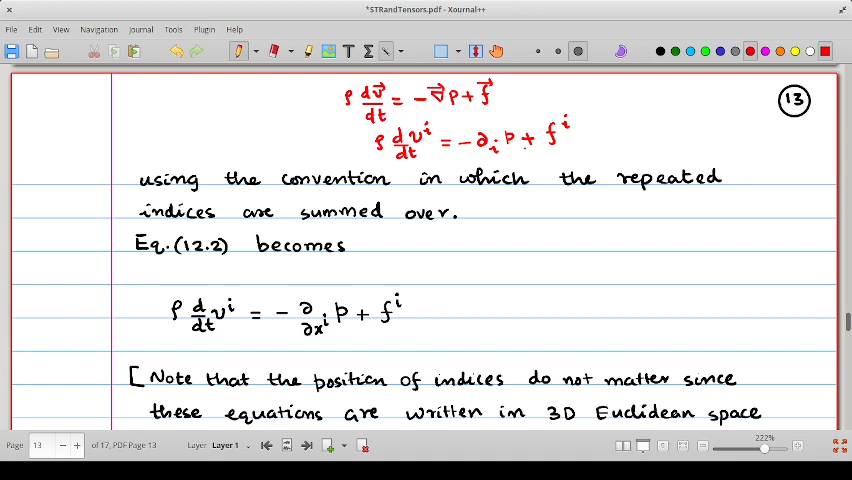 *STRandTensors.pdf - Xournal++
File Edit View Navigation Journal Tools Plugin Help
ρ dv⃗/dt = -∇⃗ p + f⃗
13
ρ d/dt vⁱ = -∂ᵢ p + fⁱ
using the convention in which the repeated
indices are summed over.
Eq.(12.2) becomes
ρ d/dt vⁱ = - ∂/∂xⁱ p + fⁱ
[Note that the position of indices do not matter since
these equations are written in 3D Euclidean space
Page 13 of 17, PDF Page 13 Layer Layer 1 222%